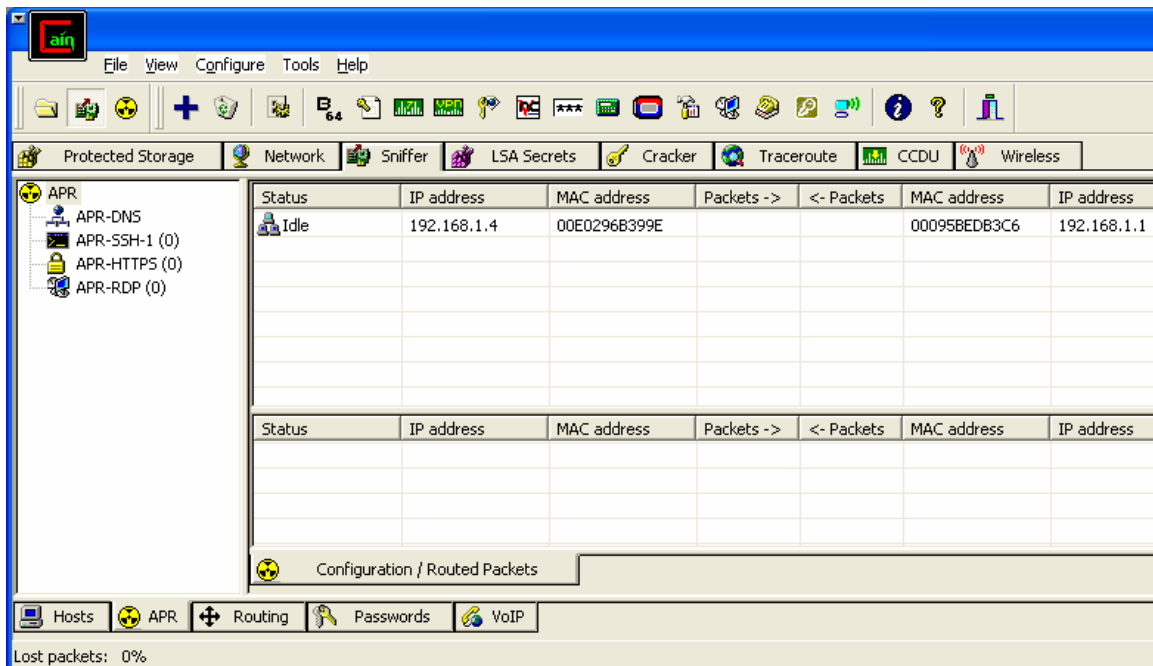 Cain
File View Configure Tools Help
B64 VPN ***
Protected Storage Network Sniffer LSA Secrets Cracker Traceroute CCDU Wireless
APR
APR-DNS
APR-SSH-1 (0)
APR-HTTPS (0)
APR-RDP (0)
Status IP address MAC address Packets -> <- Packets MAC address IP address
Idle 192.168.1.4 00E0296B399E 00095BEDB3C6 192.168.1.1
Status IP address MAC address Packets -> <- Packets MAC address IP address
Configuration / Routed Packets
Hosts APR Routing Passwords VoIP
Lost packets: 0%